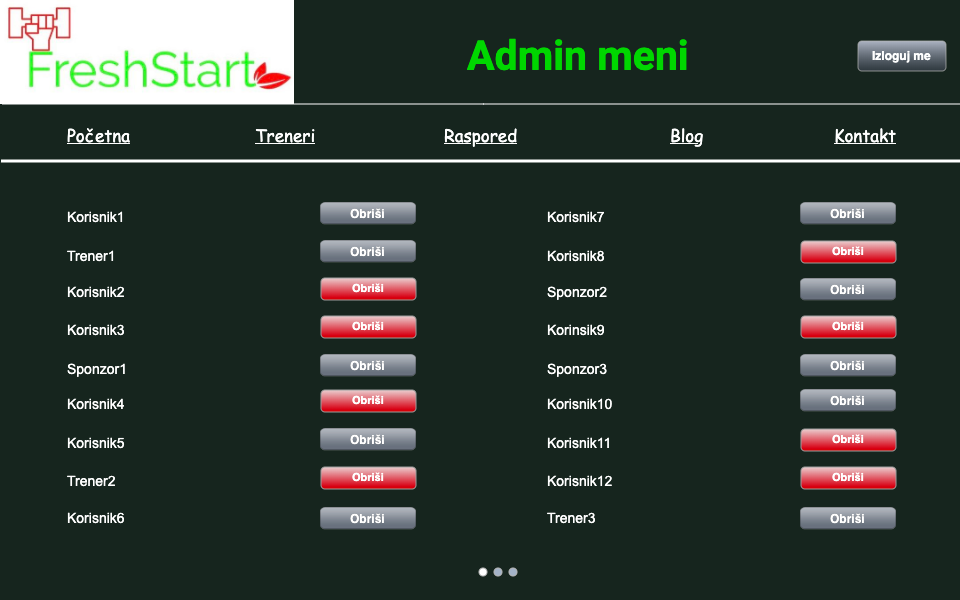 FreshStart
Admin meni
Izloguj me
Početna Treneri Raspored Blog Kontakt
Korisnik1 Obriši Korisnik7 Obriši
Trener1 Obriši Korisnik8 Obriši
Korisnik2 Obriši Sponzor2 Obriši
Korisnik3 Obriši Korinsik9 Obriši
Sponzor1 Obriši Sponzor3 Obriši
Korisnik4 Obriši Korisnik10 Obriši
Korisnik5 Obriši Korisnik11 Obriši
Trener2 Obriši Korisnik12 Obriši
Korisnik6 Obriši Trener3 Obriši